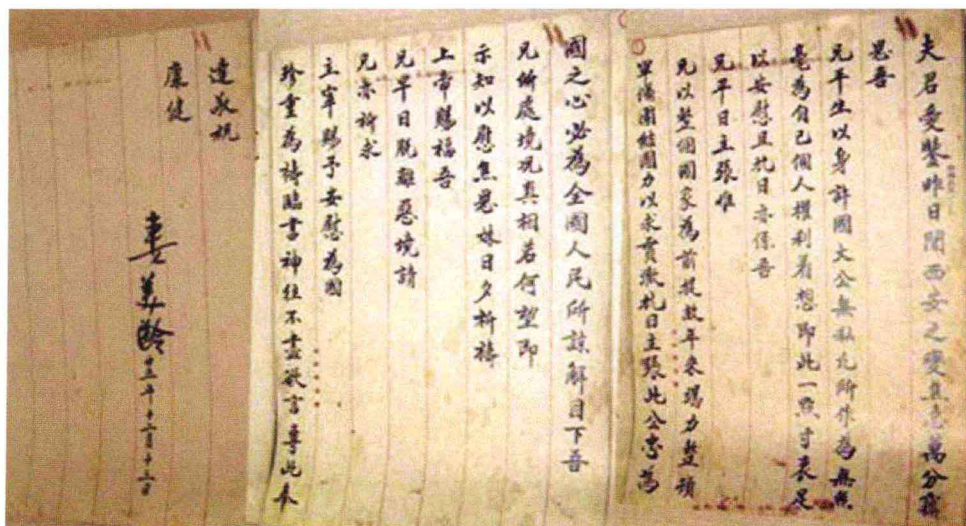 夫君愛鑒昨日聞西安之變焦急萬分竊
思吾
兄平生以身許國大公無私凡所作為無絲
毫為自己個人權利着想即此一點寸衷足
以安慰且抗日亦係吾
兄平日主張惟
兄以整個國家為前提故年來竭力整頓
軍備團結國力以求貫徹抗日主張此公忠為
國之心必為全國人民所諒解目下吾
兄所處境況真相若何望即
示知以慰焦思妹日夕祈禱
上帝賜福吾
兄早日脫離惡境請
兄亦祈求
主宰賜予安慰為國
珍重為禱臨書神往不盡欲言專此奉
達敬祝
康健
妻美齡 廿五年十二月十三日